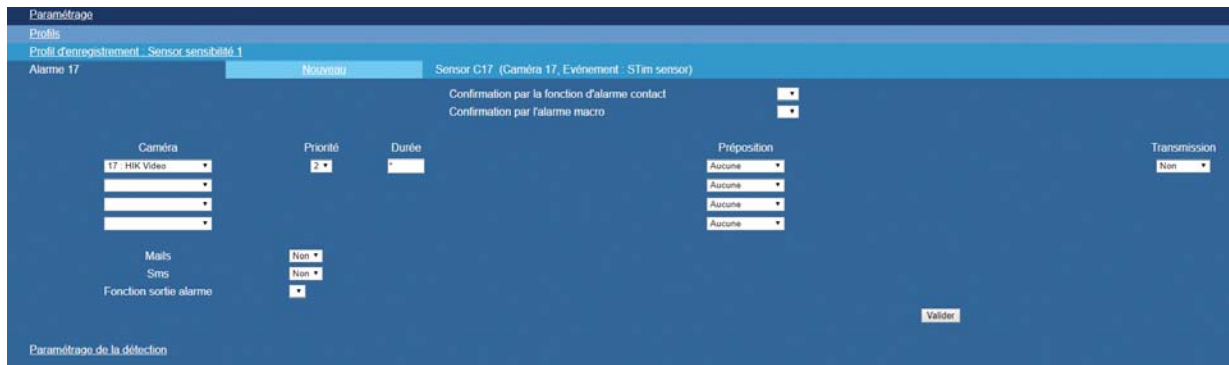 Paramétrage
Profils
Profil d'enregistrement : Sensor sensibilité 1
Alarme 17 Nouveau Sensor C17 (Caméra 17, Evénement : STim sensor)
Confirmation par la fonction d'alarme contact
Confirmation par l'alarme macro
Caméra Priorité Durée Préposition Transmission
17 : HIK Video 2 * Aucune Non
Aucune
Aucune
Aucune
Mails Non
Sms Non
Fonction sortie alarme
Valider
Paramétrage de la détection